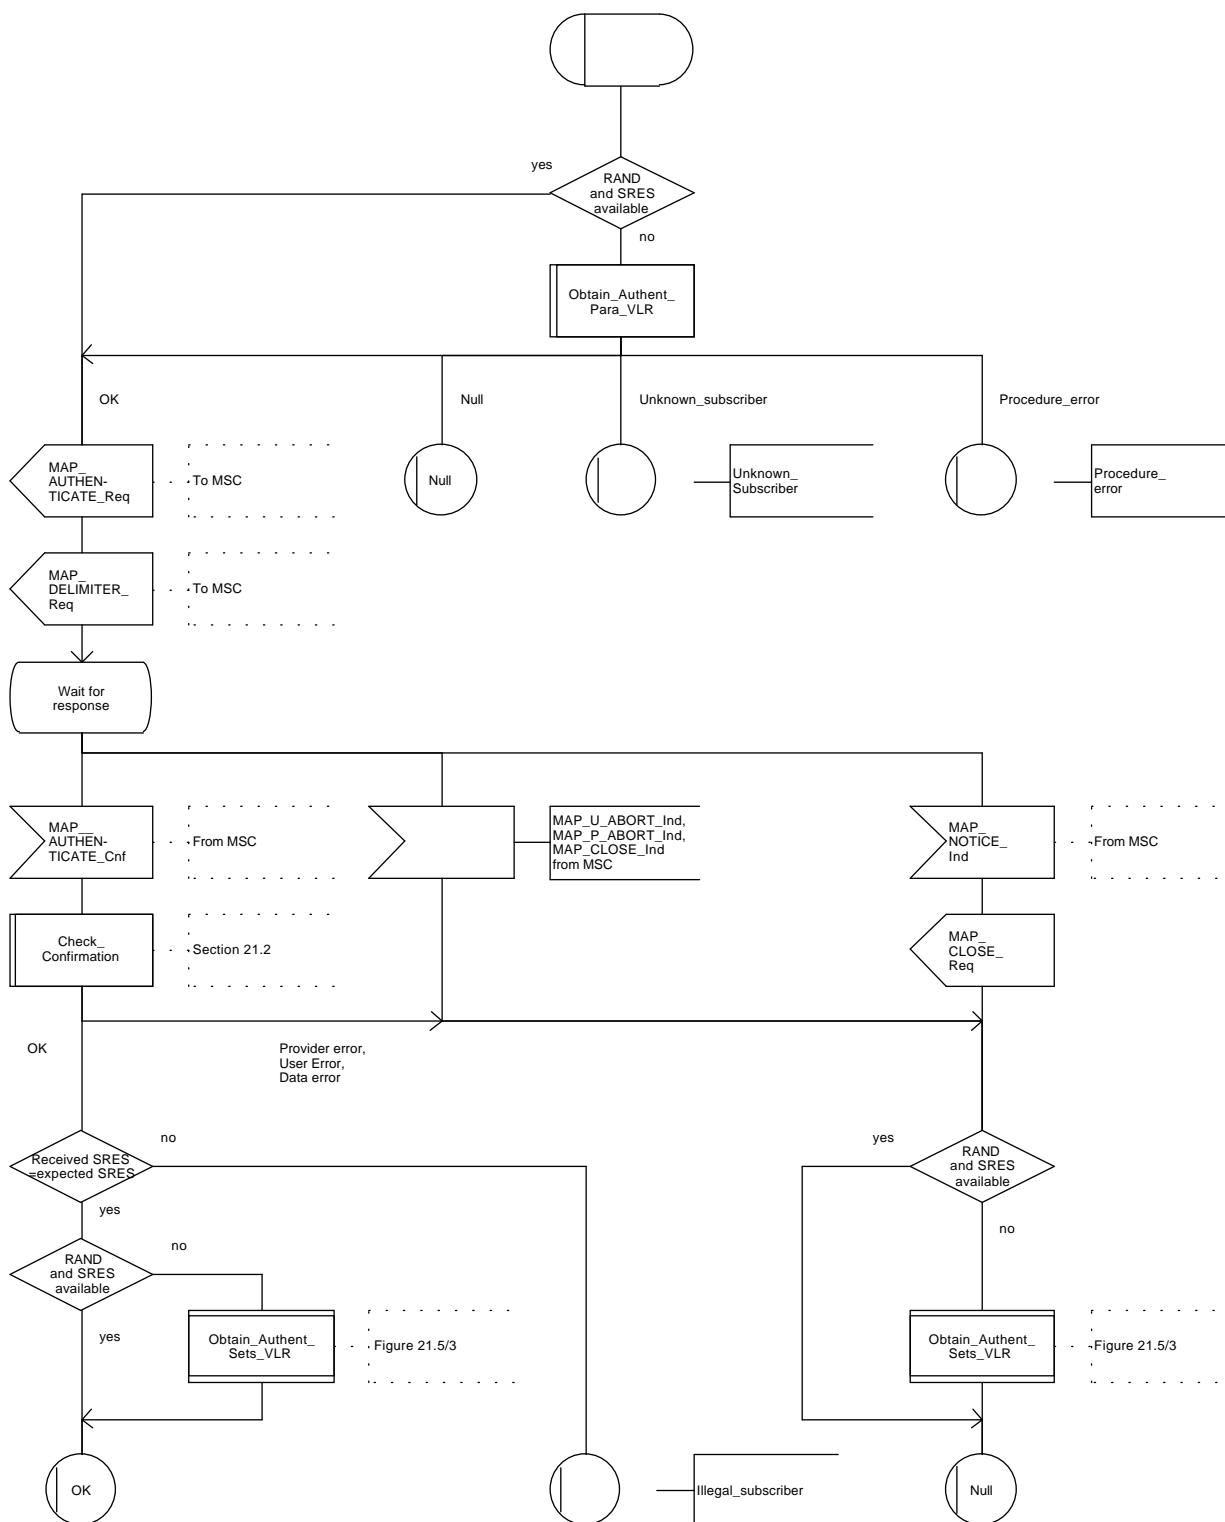 yes
RAND
and SRES
available
no
Obtain_Authent_
Para_VLR
OK
Null
Unknown_subscriber
Procedure_error
MAP_
AUTHEN-
TICATE_Req
To MSC
Null
Unknown_
Subscriber
Procedure_
error
MAP_
DELIMITER_
Req
To MSC
Wait for
response
MAP__
AUTHEN-
TICATE_Cnf
From MSC
MAP_U_ABORT_Ind,
MAP_P_ABORT_Ind,
MAP_CLOSE_Ind
from MSC
MAP_
NOTICE_
Ind
From MSC
Check_
Confirmation
Section 21.2
MAP_
CLOSE_
Req
OK
Provider error,
User Error,
Data error
no
Received SRES
=expected SRES
yes
yes
RAND
and SRES
available
no
RAND
and SRES
available
no
yes
Obtain_Authent_
Sets_VLR
Figure 21.5/3
Obtain_Authent_
Sets_VLR
Figure 21.5/3
OK
Illegal_subscriber
Null